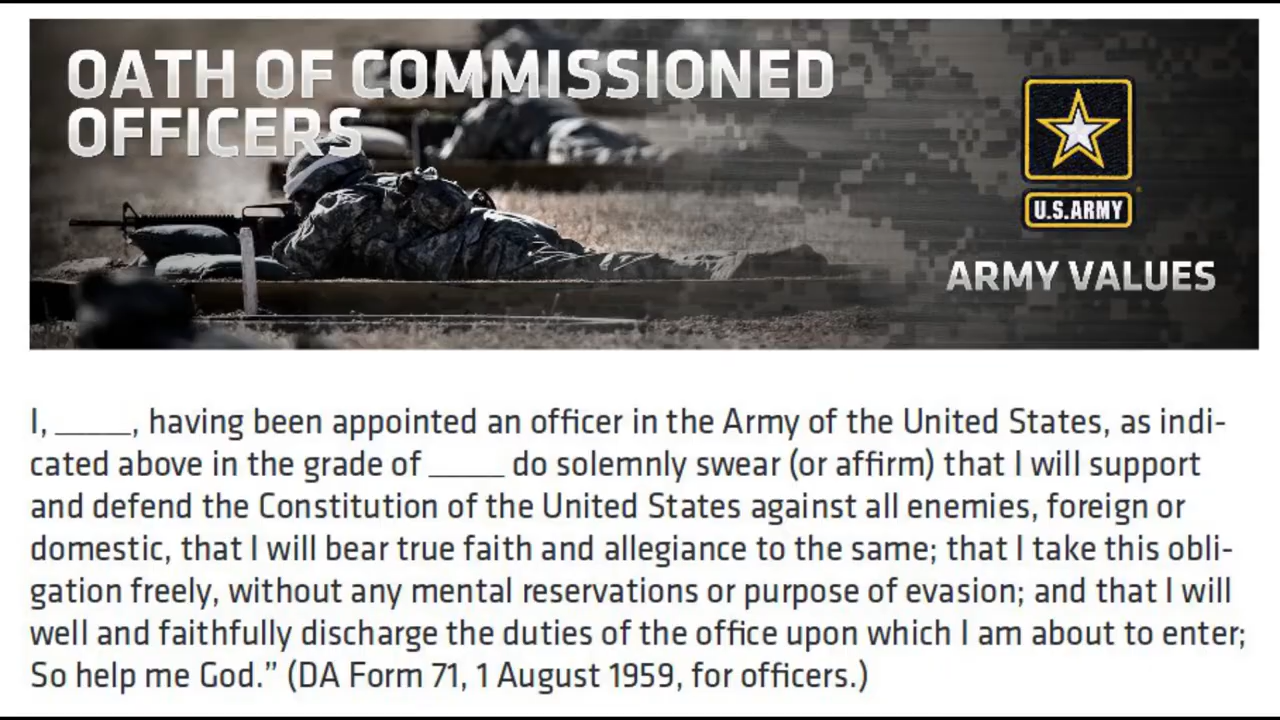 OATH OF COMMISSIONED
OFFICERS
U.S.ARMY
ARMY VALUES
I, _____, having been appointed an officer in the Army of the United States, as indi-
cated above in the grade of _____ do solemnly swear (or affirm) that I will support
and defend the Constitution of the United States against all enemies, foreign or
domestic, that I will bear true faith and allegiance to the same; that I take this obli-
gation freely, without any mental reservations or purpose of evasion; and that I will
well and faithfully discharge the duties of the office upon which I am about to enter;
So help me God.” (DA Form 71, 1 August 1959, for officers.)